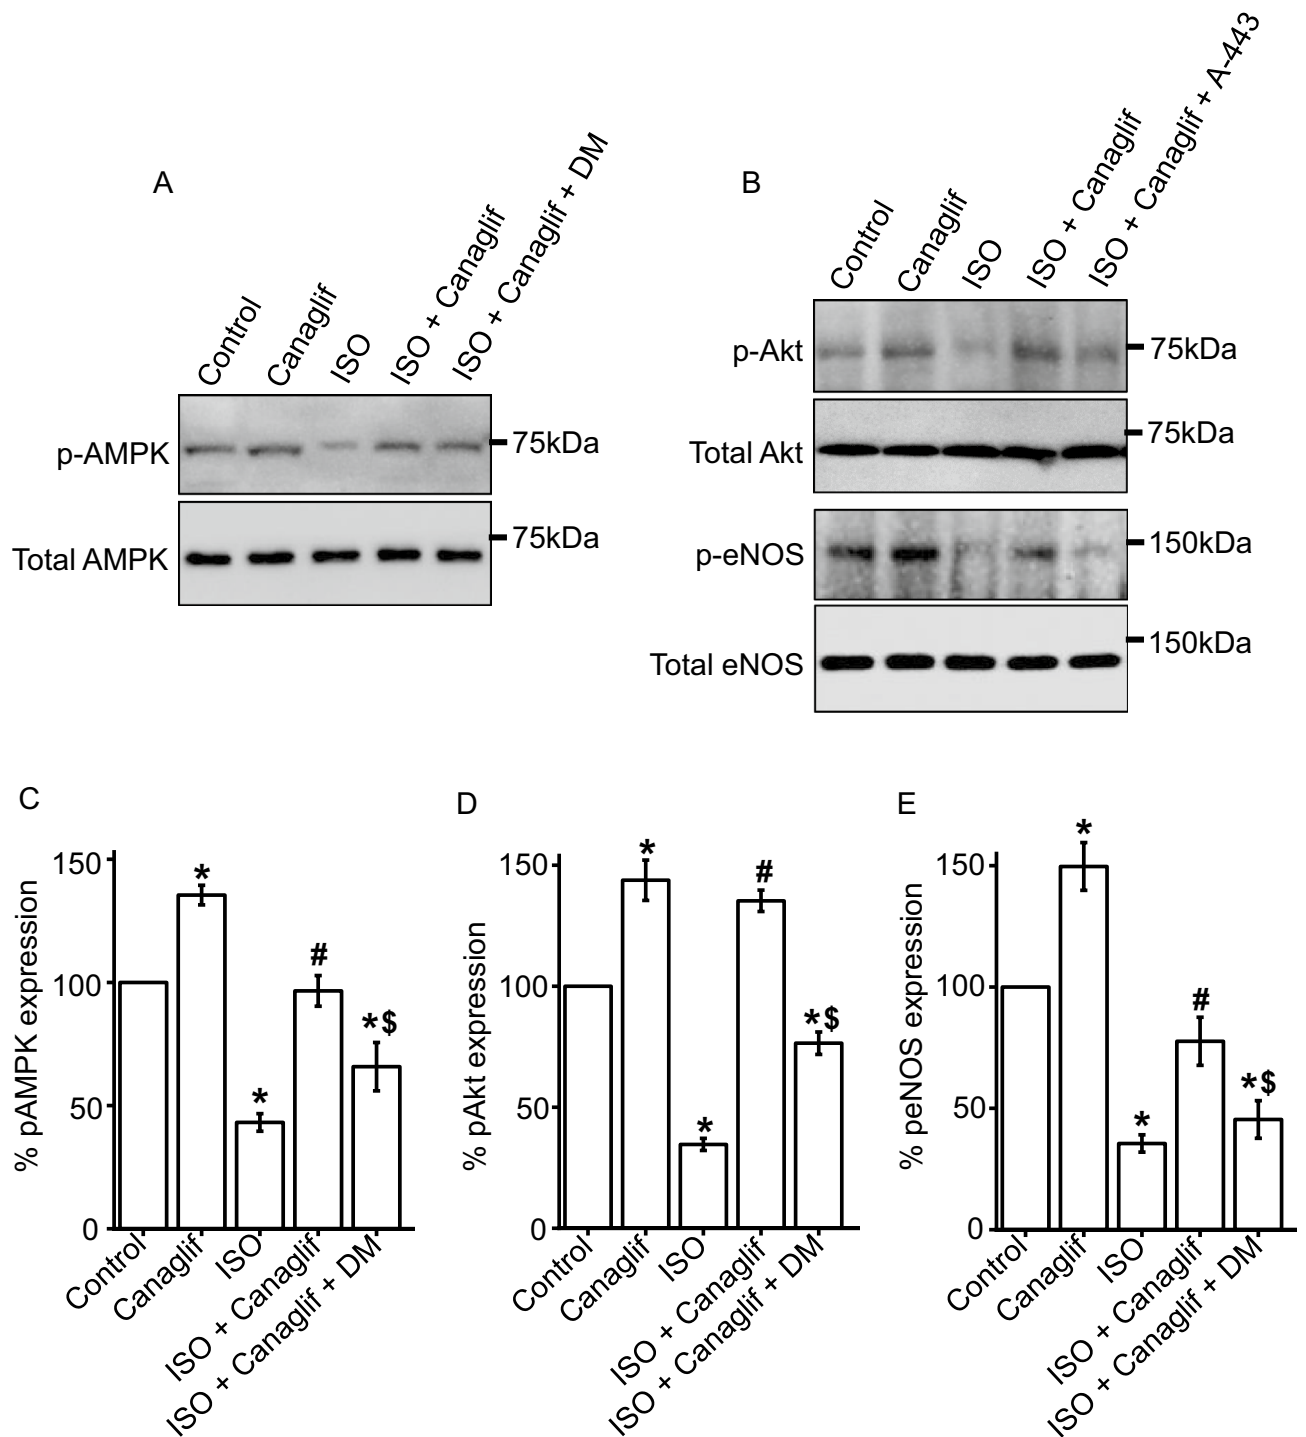 A
Control
Canaglif
ISO
ISO + Canaglif
ISO + Canaglif + DM
p-AMPK
75kDa
Total AMPK
75kDa
B
Control
Canaglif
ISO
ISO + Canaglif
ISO + Canaglif + A-443
p-Akt
75kDa
Total Akt
75kDa
p-eNOS
150kDa
Total eNOS
150kDa
C
% pAMPK expression
150
100
50
0
*
*
#
*$
Control
Canaglif
ISO
ISO + Canaglif
ISO + Canaglif + DM
D
% pAkt expression
150
100
50
0
*
*
#
*$
Control
Canaglif
ISO
ISO + Canaglif
ISO + Canaglif + DM
E
% peNOS expression
150
100
50
0
*
*
#
*$
Control
Canaglif
ISO
ISO + Canaglif
ISO + Canaglif + DM